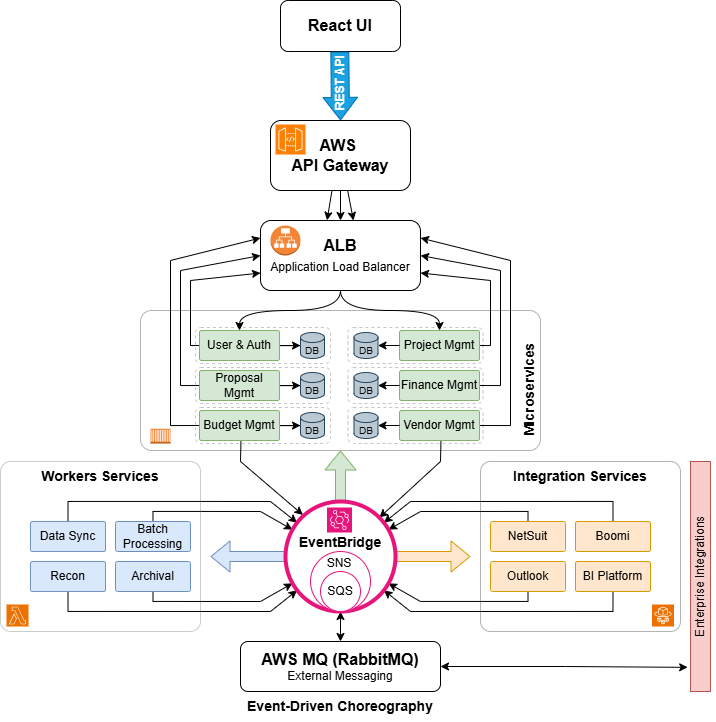 React UI
REST API
AWS
API Gateway
ALB
Application Load Balancer
User & Auth
DB
DB
Project Mgmt
Proposal
Mgmt
DB
DB
Finance Mgmt
Budget Mgmt
DB
DB
Vendor Mgmt
Microservices
Workers Services
Data Sync
Batch
Processing
Recon
Archival
EventBridge
SNS
SQS
Integration Services
NetSuit
Boomi
Outlook
BI Platform
Enterprise Integrations
AWS MQ (RabbitMQ)
External Messaging
Event-Driven Choreography